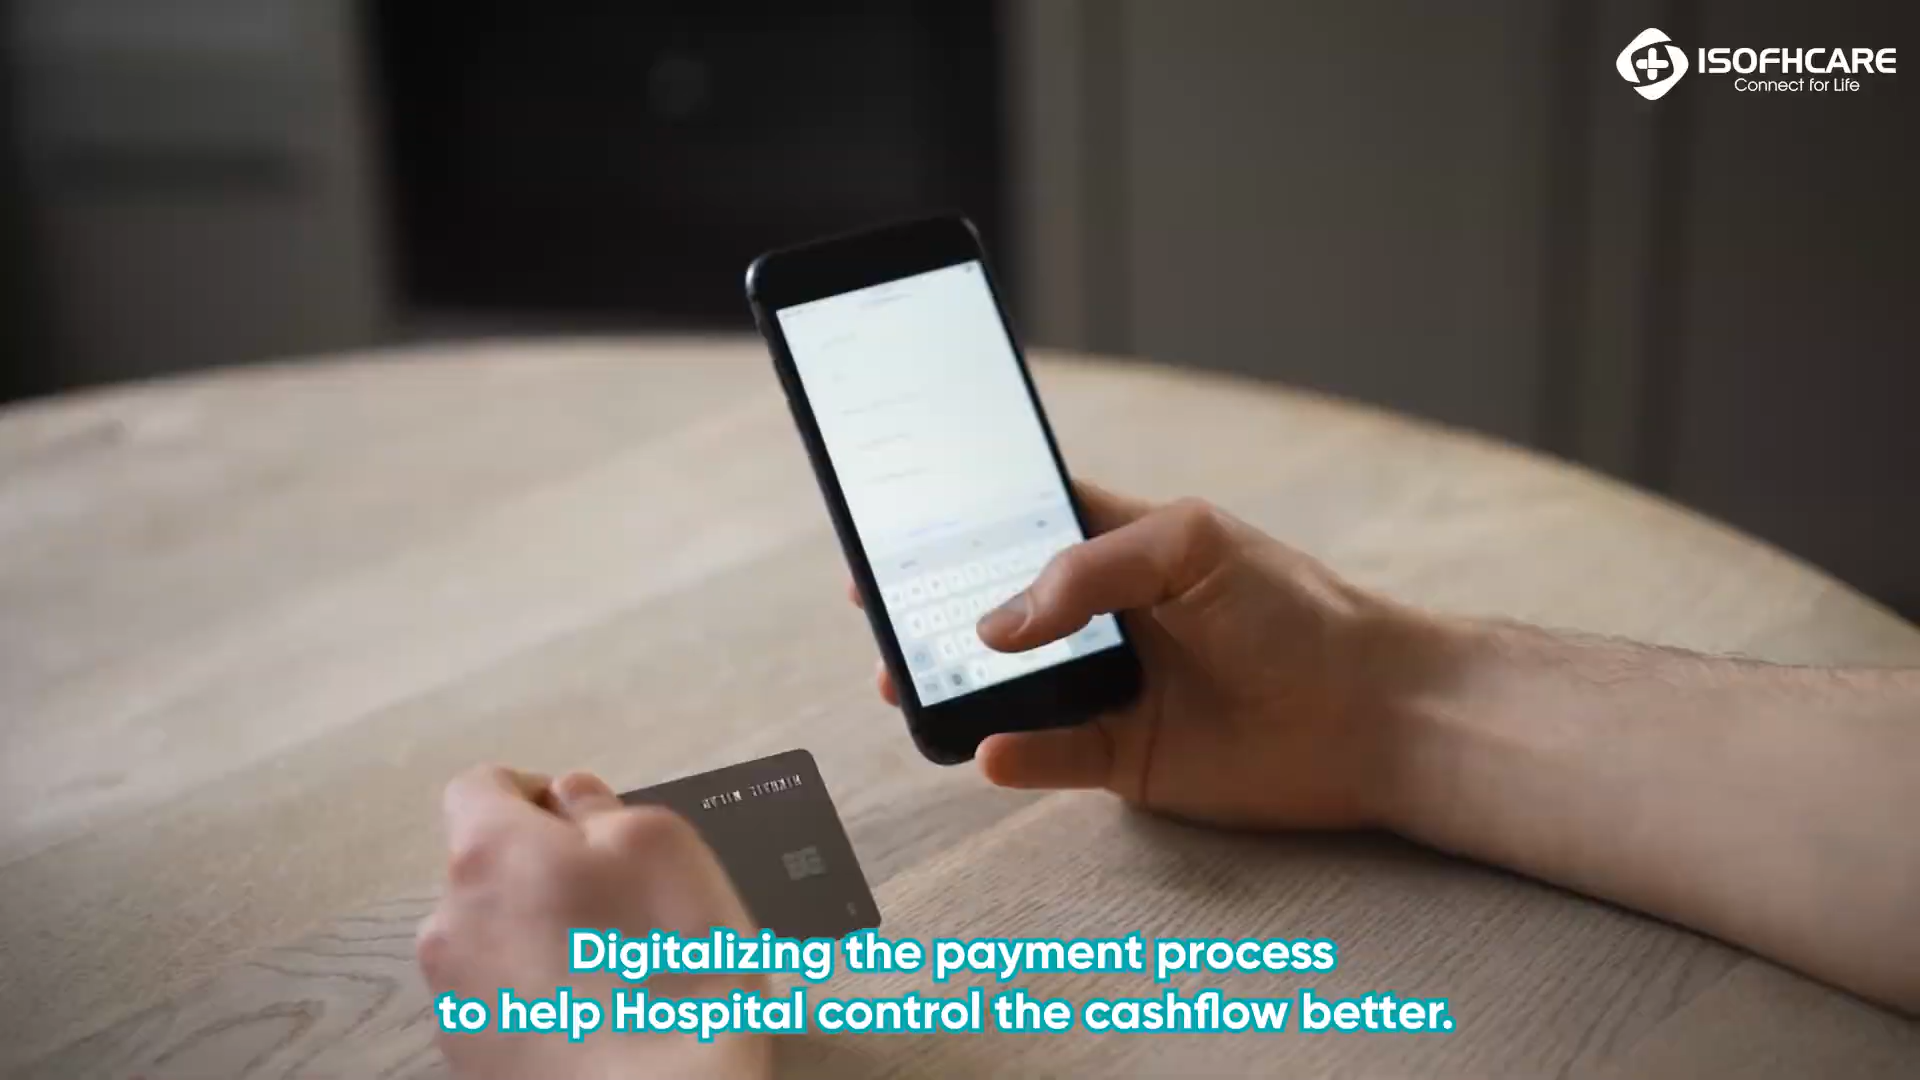 ISOFHCARE
Connect for Life
Digitalizing the payment process
to help Hospital control the cashflow better.